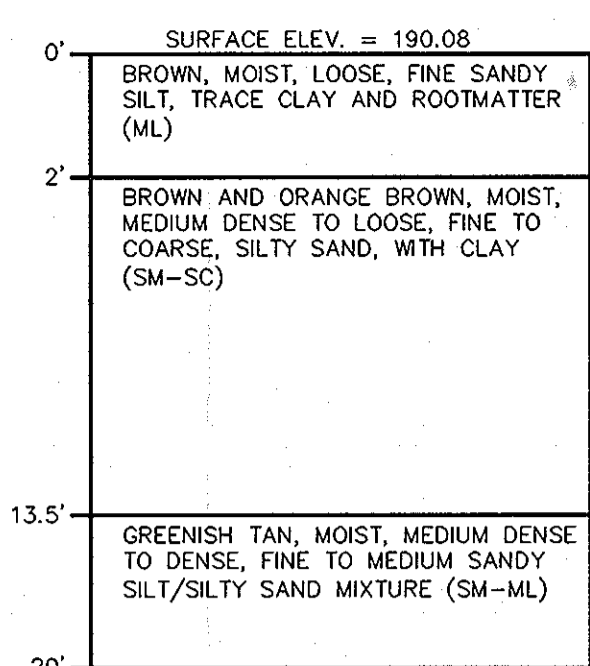 SURFACE ELEV. = 190.08
0'
BROWN, MOIST, LOOSE, FINE SANDY
SILT, TRACE CLAY AND ROOTMATTER
(ML)
2'
BROWN AND ORANGE BROWN, MOIST,
MEDIUM DENSE TO LOOSE, FINE TO
COARSE, SILTY SAND, WITH CLAY
(SM-SC)
13.5'
GREENISH TAN, MOIST, MEDIUM DENSE
TO DENSE, FINE TO MEDIUM SANDY
SILT/SILTY SAND MIXTURE (SM-ML)
20'